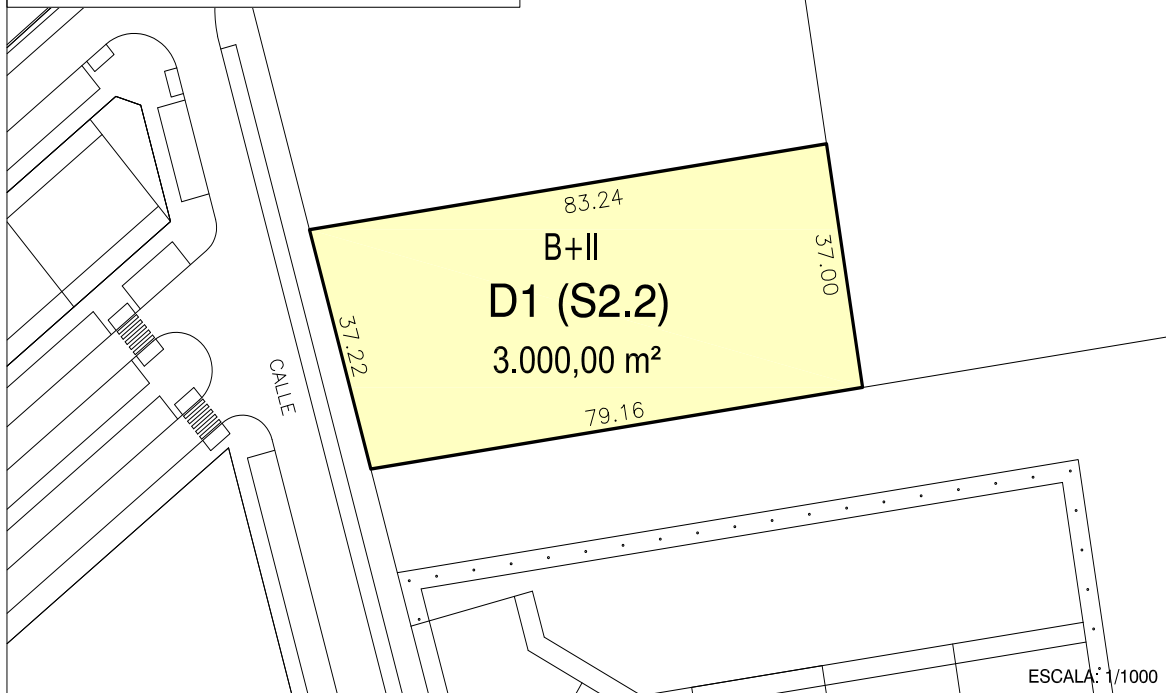 83.24
B+II
D1 (S2.2)
37.00
3.000,00 m²
37.22
CALLE
79.16
ESCALA: 1/1000